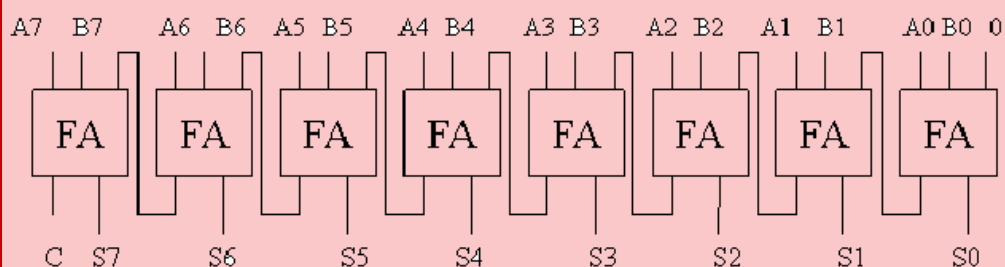 A7 B7 A6 B6 A5 B5 A4 B4 A3 B3 A2 B2 A1 B1 A0 B0 0
FA FA FA FA FA FA FA FA
C S7 S6 S5 S4 S3 S2 S1 S0